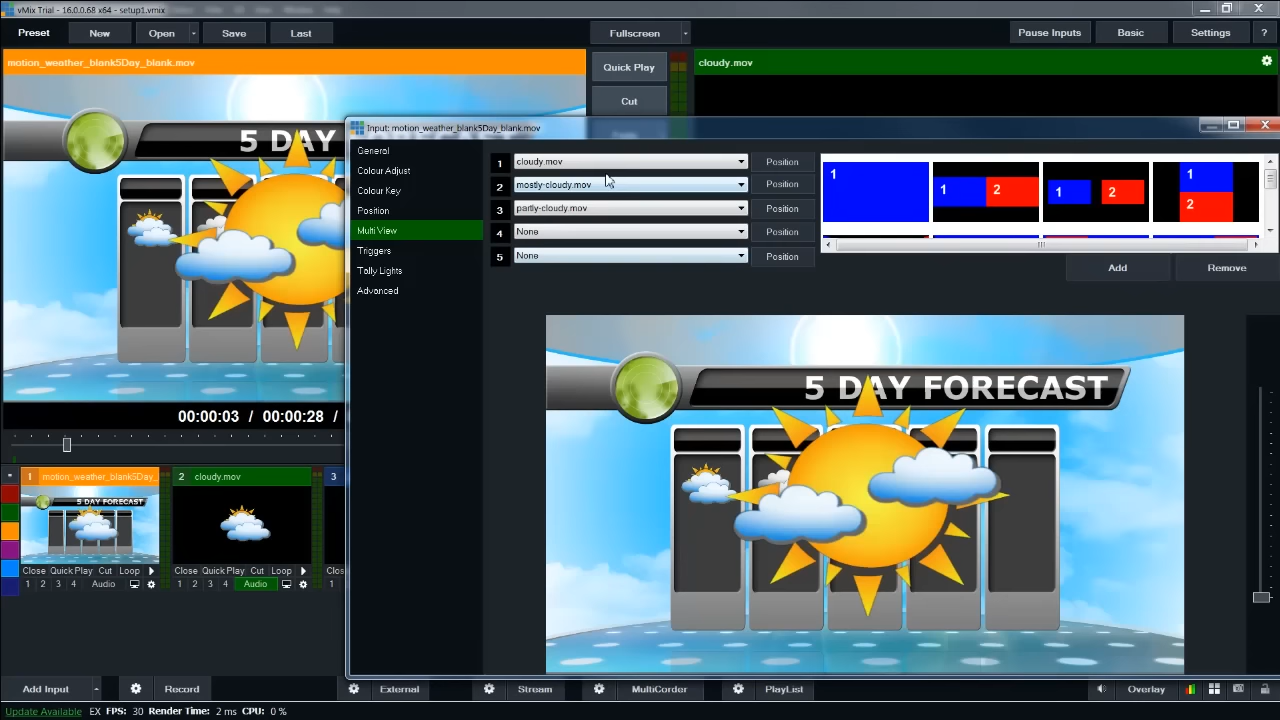 vMix Trial - 16.0.0.68 x64 - setup1.vmix
Preset New Open Save Last Fullscreen Pause Inputs Basic Settings ?
motion_weather_blank5Day_blank.mov
Quick Play
cloudy.mov
Cut
5 DAY
Input: motion_weather_blank5Day_blank.mov
General
Colour Adjust
Colour Key
Position
Multi View
Triggers
Tally Lights
Advanced
1 cloudy.mov Position
2 mostly-cloudy.mov Position
3 partly-cloudy.mov Position
4 None Position
5 None Position
1
1 2
1 2
1
2
Add Remove
5 DAY FORECAST
00:00:03 / 00:00:28 /
1 motion_weather_blank5Day_
2 cloudy.mov
3
5 DAY FORECAST
Close Quick Play Cut Loop
1 2 3 4 Audio
Close Quick Play Cut Loop
1 2 3 4 Audio
Clos
1
Add Input Record External Stream MultiCorder PlayList Overlay
Update Available EX FPS: 30 Render Time: 2 ms CPU: 0 %